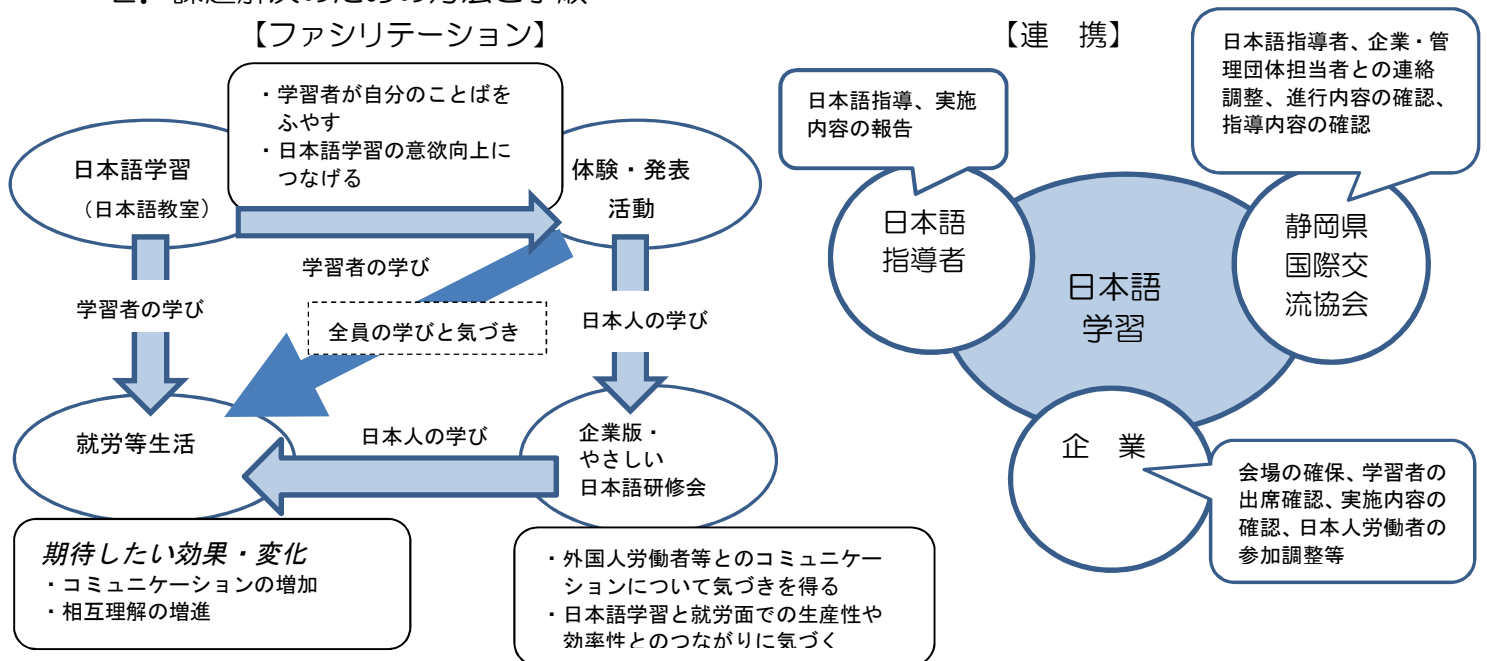 2．課題解決のための方法と手順
【ファシリテーション】
・学習者が自分のことばを
ふやす
・日本語学習の意欲向上に
つなげる
日本語学習
（日本語教室）
体験・発表
活動
学習者の学び
学習者の学び
全員の学びと気づき
日本人の学び
就労等生活
日本人の学び
企業版・
やさしい
日本語研修会
期待したい効果・変化
・コミュニケーションの増加
・相互理解の増進
・外国人労働者等とのコミュニケー
ションについて気づきを得る
・日本語学習と就労面での生産性や
効率性とのつながりに気づく
【連　携】
日本語指導、実施
内容の報告
日本語指導者、企業・管
理団体担当者との連絡
調整、進行内容の確認、
指導内容の確認
日本語
指導者
静岡県
国際交
流協会
日本語
学習
企　業
会場の確保、学習者の
出席確認、実施内容の
確認、日本人労働者の
参加調整等